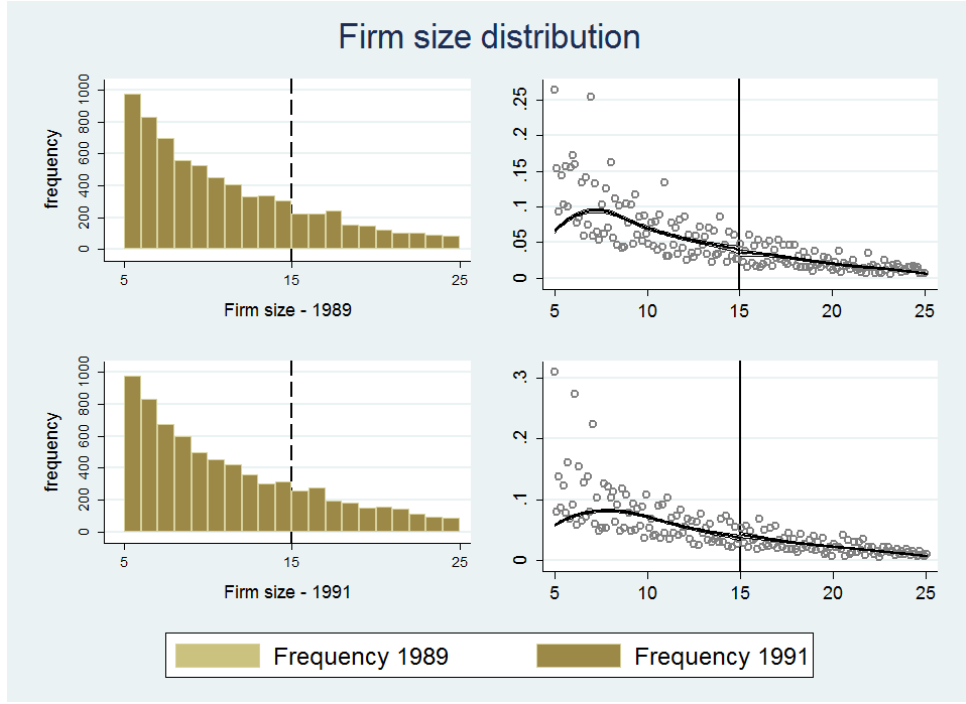 Firm size distribution
frequency
0 200 400 600 800 1000
5 15 25
Firm size - 1989
0 .05 .1 .15 .2 .25
5 10 15 20 25
frequency
0 200 400 600 800 1000
5 15 25
Firm size - 1991
0 .1 .2 .3
5 10 15 20 25
Frequency 1989 Frequency 1991